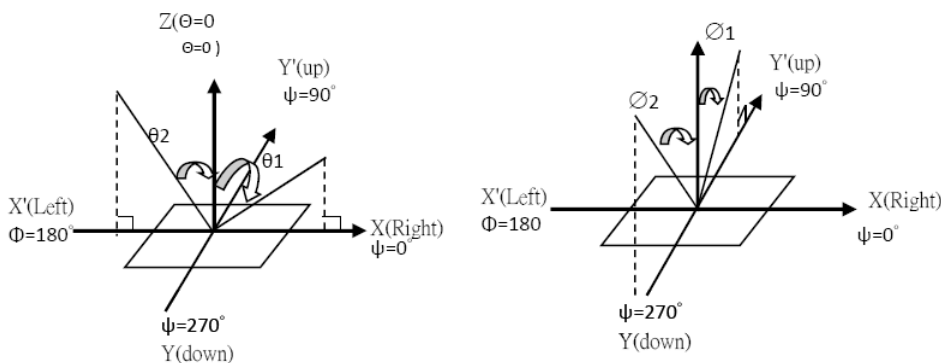 Z(Θ=0
Θ=0 )
Y'(up)
ψ=90°
θ2
θ1
X'(Left)
Φ=180°
X(Right)
ψ=0°
ψ=270°
Y(down)
∅1
Y'(up)
ψ=90°
∅2
X'(Left)
Φ=180
X(Right)
ψ=0°
ψ=270°
Y(down)